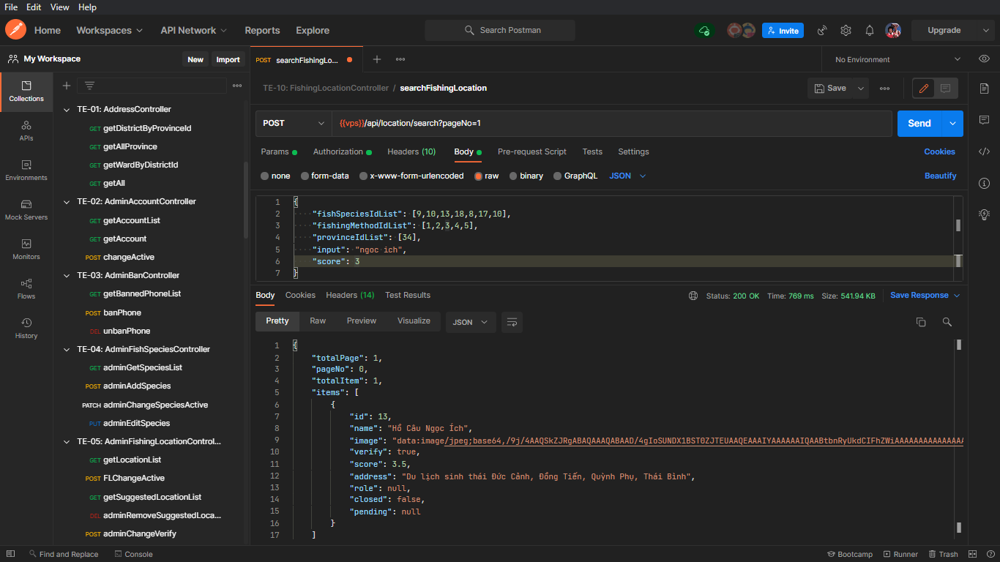 File Edit View Help
Home Workspaces API Network Reports Explore Search Postman Invite Upgrade
My Workspace New Import POST searchFishingLo... No Environment
TE-10: FishingLocationController / searchFishingLocation Save
Collections
APIs
Environments
Mock Servers
Monitors
Flows
History
TE-01: AddressController
GET getDistrictByProvinceId
GET getAllProvince
GET getWardByDistrictId
GET getAll
TE-02: AdminAccountController
GET getAccountList
GET getAccount
POST changeActive
TE-03: AdminBanController
GET getBannedPhoneList
POST banPhone
DEL unbanPhone
TE-04: AdminFishSpeciesController
GET adminGetSpeciesList
POST adminAddSpecies
PATCH adminChangeSpeciesActive
PUT adminEditSpecies
TE-05: AdminFishingLocationControl...
GET getLocationList
POST FLChangeActive
GET getSuggestedLocationList
DEL adminRemoveSuggestedLoca...
POST adminChangeVerify
POST {{vps}}/api/location/search?pageNo=1 Send
Params Authorization Headers (10) Body Pre-request Script Tests Settings Cookies
none form-data x-www-form-urlencoded raw binary GraphQL JSON Beautify
1 {
2 "fishSpeciesIdList": [9,10,13,18,8,17,10],
3 "fishingMethodIdList": [1,2,3,4,5],
4 "provinceIdList": [34],
5 "input": "ngoc ich",
6 "score": 3
7 }
Body Cookies Headers (14) Test Results Status: 200 OK Time: 769 ms Size: 541.94 KB Save Response
Pretty Raw Preview Visualize JSON
1 {
2 "totalPage": 1,
3 "pageNo": 0,
4 "totalItem": 1,
5 "items": [
6 {
7 "id": 13,
8 "name": "Hồ Câu Ngọc Ích",
9 "image": "data:image/jpeg;base64,/9j/4AAQSkZJRgABAQAAAQABAAD/4gIoSUNDX1BST0ZJTEUAAQEAAAIYAAAAAAIQAABtbnRyUkdCIFhZWiAAAAAAAAAAAAAA
10 "verify": true,
11 "score": 3.5,
12 "address": "Du lịch sinh thái Đức Cảnh, Đồng Tiến, Quỳnh Phụ, Thái Bình",
13 "role": null,
14 "closed": false,
15 "pending": null
16 }
17 ]
Find and Replace Console Bootcamp Runner Trash